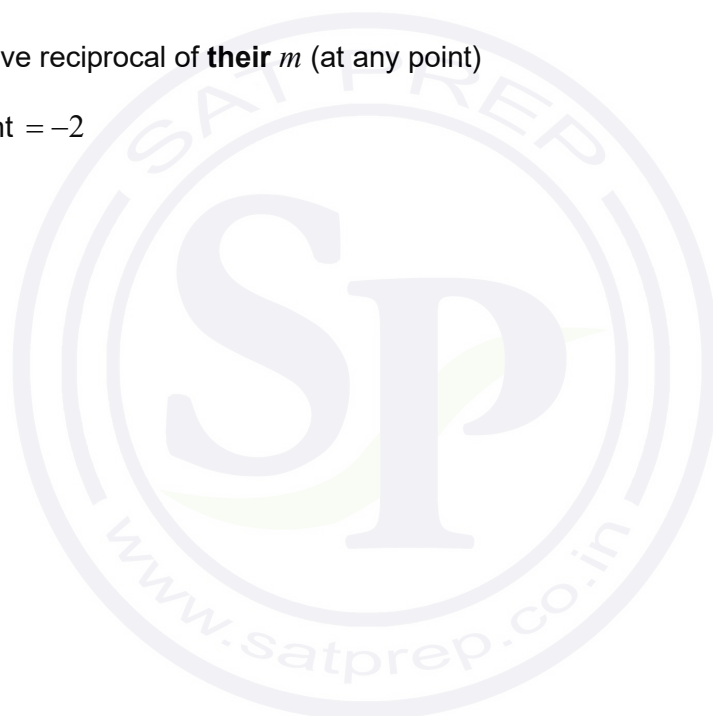 ve reciprocal of their m (at any point)
nt = −2
SAT PREP
SP
www.satprep.co.in